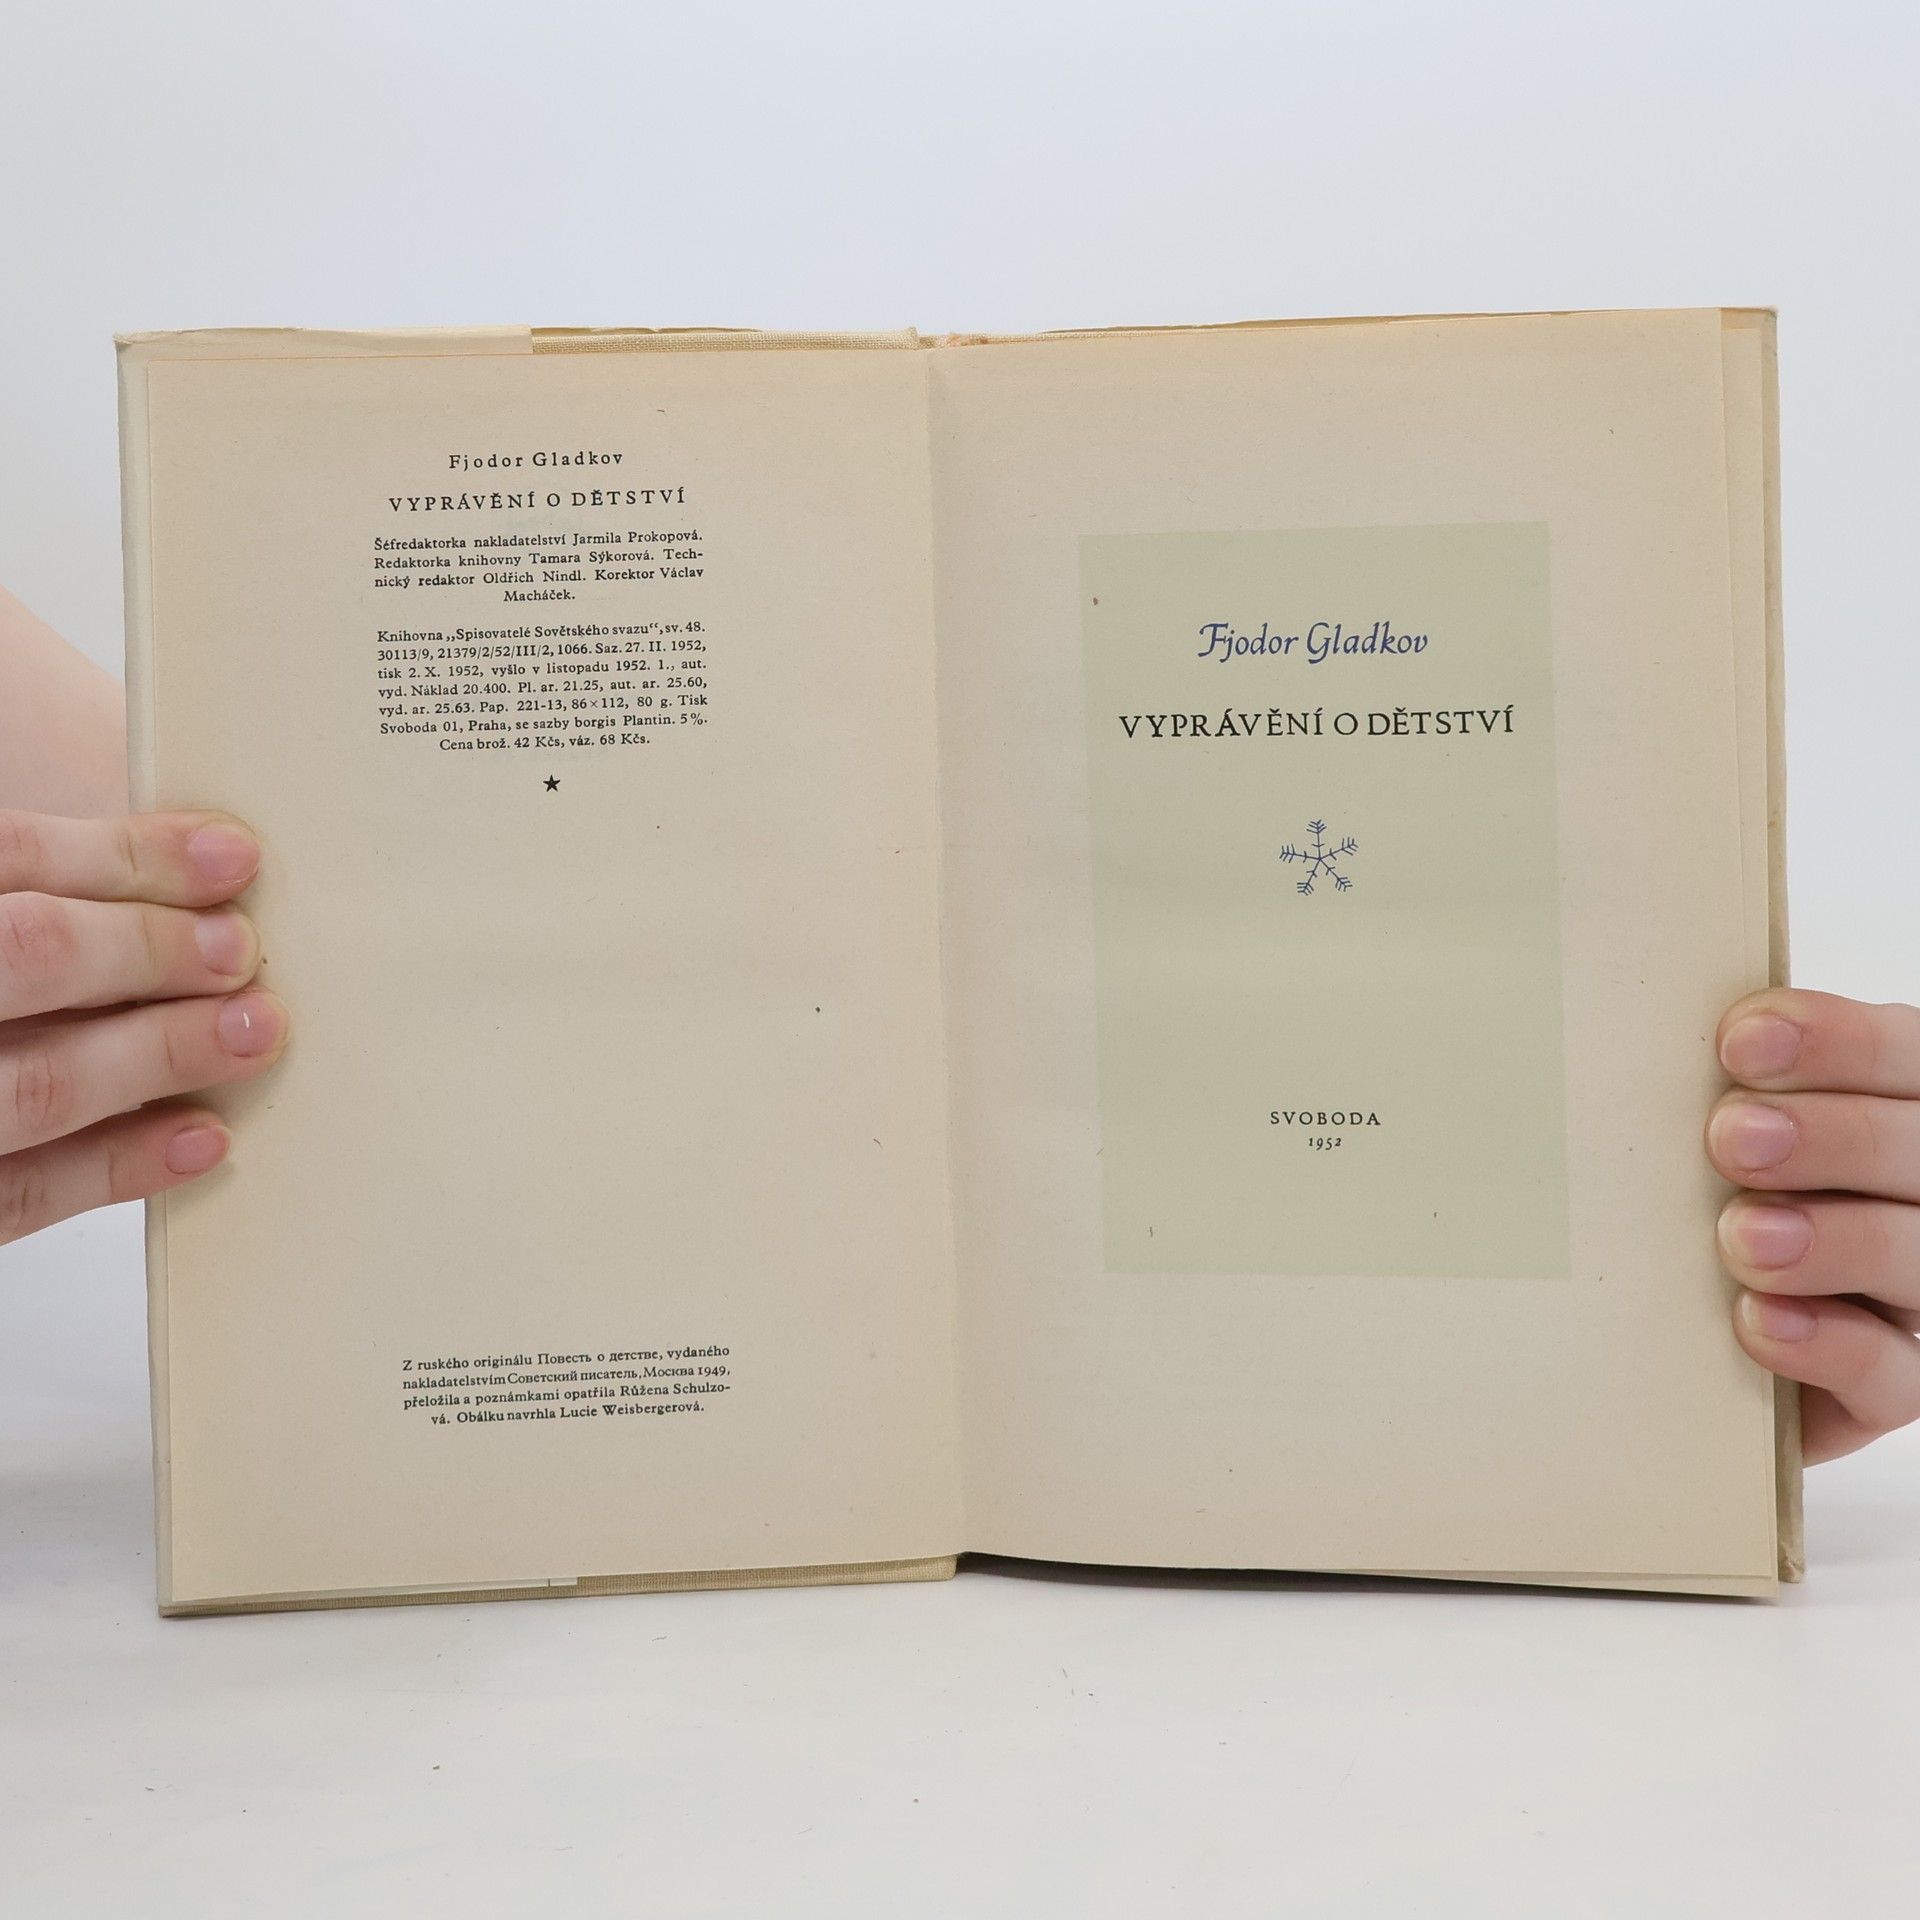 Fjodor Gladkov
VYPRÁVĚNÍ O DĚTSTVÍ
Šéfredaktorka nakladatelství Jarmila Prokopová.
Redaktorka knihovny Tamara Sýkorová. Tech-
nický redaktor Oldřich Nindl. Korektor Václav
Macháček.
Knihovna „Spisovatelé Sovětského svazu“, sv. 48.
30113/9, 21379/2/52/III/2, 1066. Saz. 27. II. 1952,
tisk 2. X. 1952, vyšlo v listopadu 1952. 1., aut.
vyd. Náklad 20.400. Pl. ar. 21.25, aut. ar. 25.60,
vyd. ar. 25.63. Pap. 221-13, 86×112, 80 g. Tisk
Svoboda 01, Praha, se sazby borgis Plantin. 5 %.
Cena brož. 42 Kčs, váz. 68 Kčs.
★
Z ruského originálu Повесть о детстве, vydaného
nakladatelstvím Советский писатель, Москва 1949,
přeložila a poznámkami opatřila Růžena Schulzo-
vá. Obálku navrhla Lucie Weisbergerová.
Fjodor Gladkov
VYPRÁVĚNÍ O DĚTSTVÍ
SVOBODA
1952